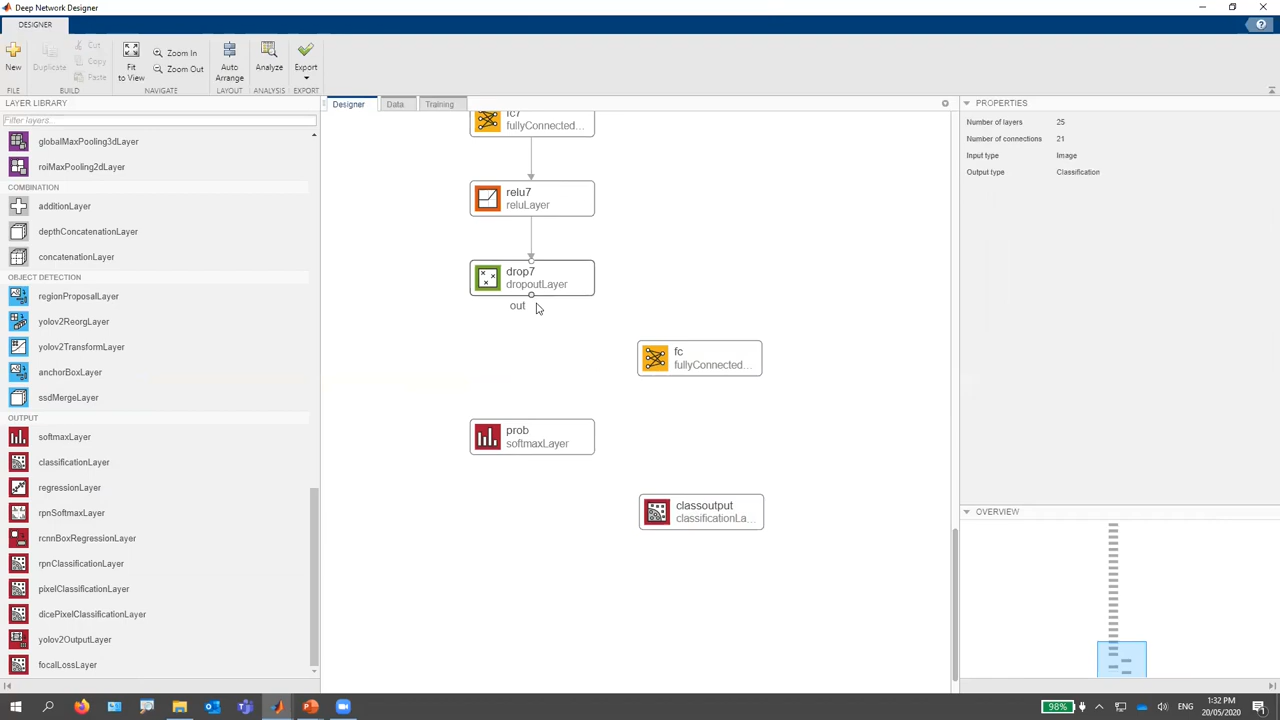 Deep Network Designer
DESIGNER
New
Duplicate
Cut
Copy
Paste
Fit
to View
Zoom In
Zoom Out
Auto
Arrange
Analyze
Export
FILE
BUILD
NAVIGATE
LAYOUT
ANALYSIS
EXPORT
LAYER LIBRARY
Filter layers...
globalMaxPooling3dLayer
roiMaxPooling2dLayer
COMBINATION
additionLayer
depthConcatenationLayer
concatenationLayer
OBJECT DETECTION
regionProposalLayer
yolov2ReorgLayer
yolov2TransformLayer
anchorBoxLayer
ssdMergeLayer
OUTPUT
softmaxLayer
classificationLayer
regressionLayer
rpnSoftmaxLayer
rcnnBoxRegressionLayer
rpnClassificationLayer
pixelClassificationLayer
dicePixelClassificationLayer
yolov2OutputLayer
focalLossLayer
Designer
Data
Training
fc7
fullyConnected...
relu7
reluLayer
drop7
dropoutLayer
out
fc
fullyConnected...
prob
softmaxLayer
classoutput
classificationLa...
PROPERTIES
Number of layers 25
Number of connections 21
Input type Image
Output type Classification
OVERVIEW
98%
ENG
1:32 PM
20/05/2020